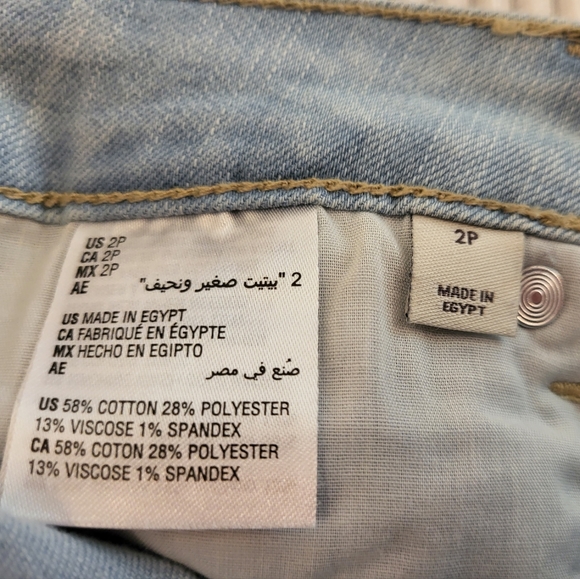 US 2P
CA 2P
MX 2P
AE 2 "بيتيت صغير ونحيف"
US MADE IN EGYPT
CA FABRIQUÉ EN ÉGYPTE
MX HECHO EN EGIPTO
AE صُنع في مصر
US 58% COTTON 28% POLYESTER
13% VISCOSE 1% SPANDEX
CA 58% COTON 28% POLYESTER
13% VISCOSE 1% SPANDEX
2P
MADE IN
EGYPT